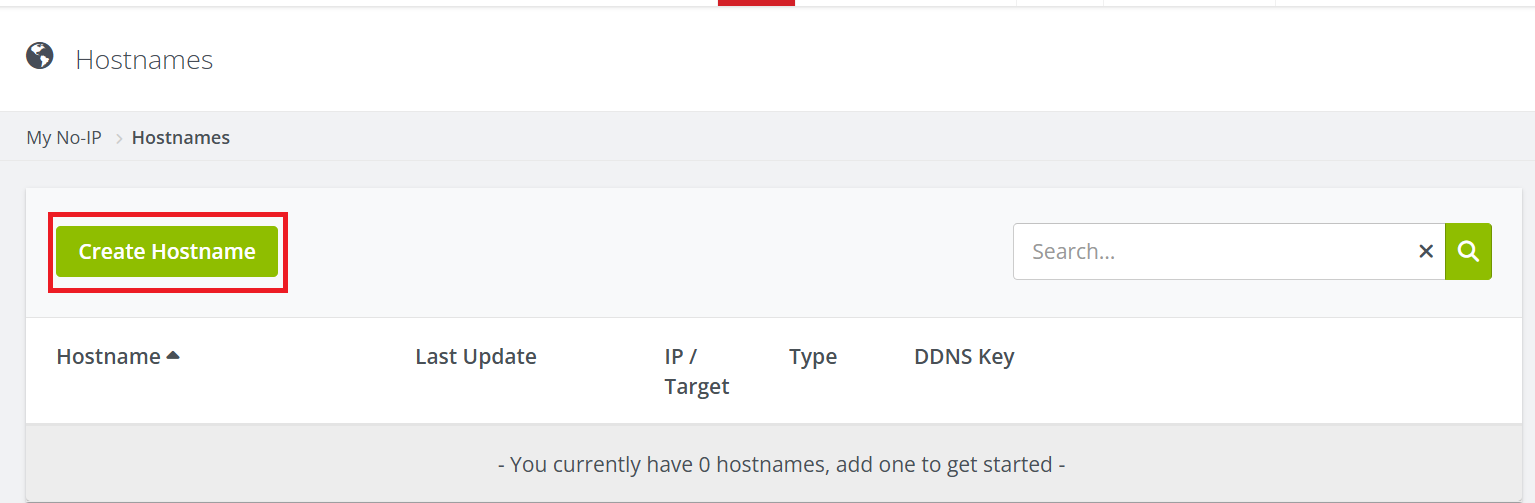 Hostnames
My No-IP > Hostnames
Create Hostname
Search...
Hostname
Last Update
IP /
Target
Type
DDNS Key
- You currently have 0 hostnames, add one to get started -